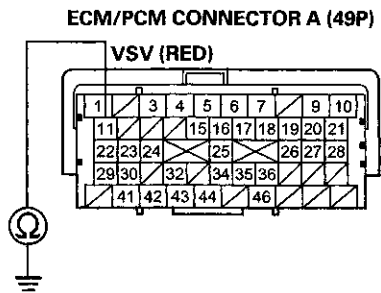 ECM/PCM CONNECTOR A (49P)
VSV (RED)
1 3 4 5 6 7 9 10
11 15 16 17 18 19 20 21
22 23 24 25 26 27 28
29 30 32 34 35 36
41 42 43 44 46
Ω